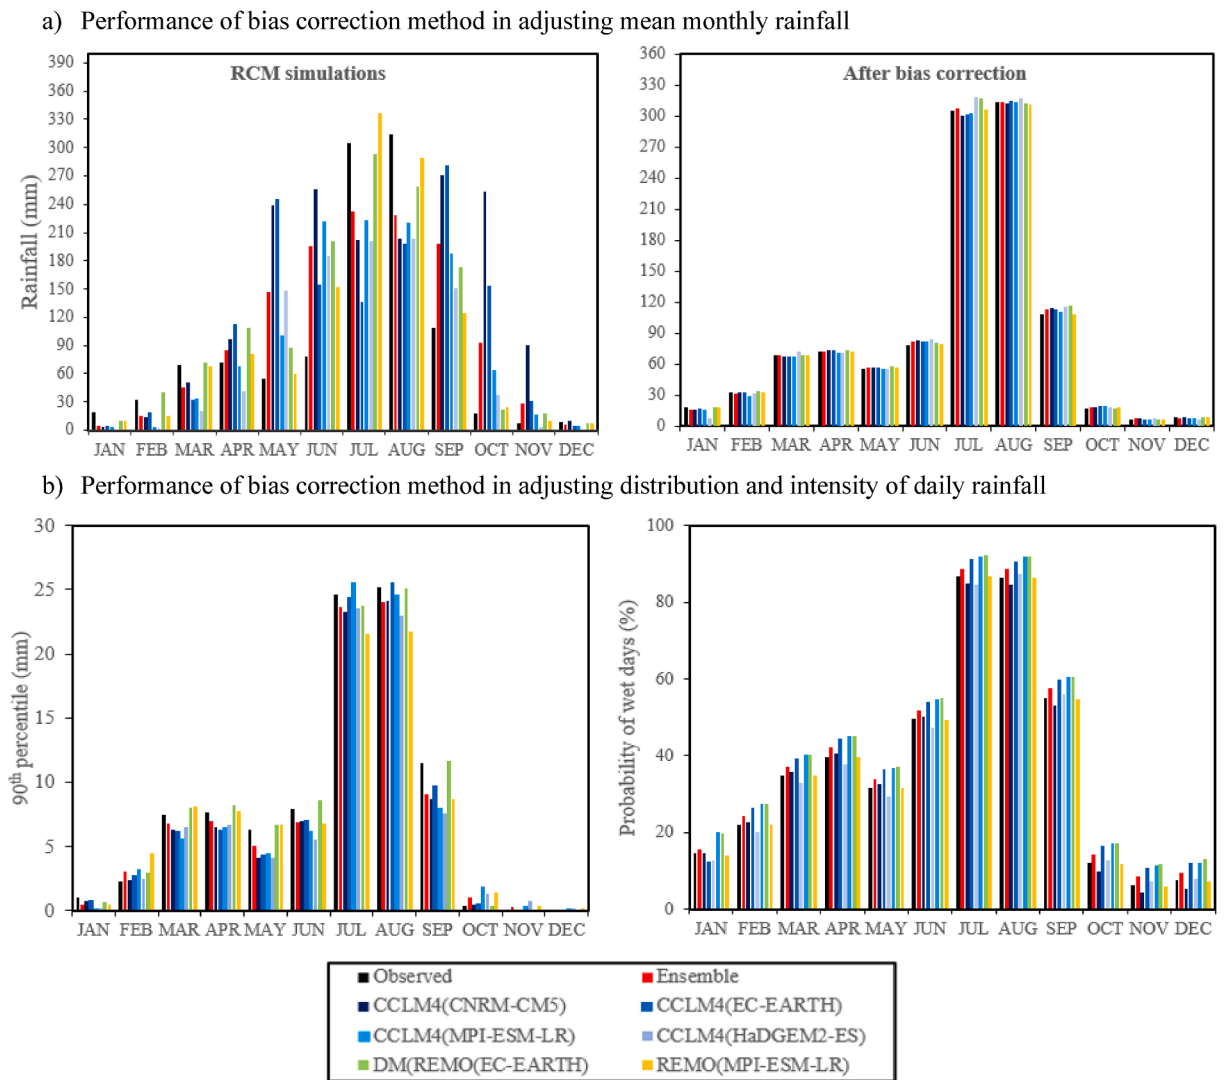 a) Performance of bias correction method in adjusting mean monthly rainfall
RCM simulations
Rainfall (mm)
390
360
330
300
270
240
210
180
150
120
90
60
30
0
JAN FEB MAR APR MAY JUN JUL AUG SEP OCT NOV DEC
After bias correction
360
330
300
270
240
210
180
150
120
90
60
30
0
JAN FEB MAR APR MAY JUN JUL AUG SEP OCT NOV DEC
b) Performance of bias correction method in adjusting distribution and intensity of daily rainfall
90th percentile (mm)
30
25
20
15
10
5
0
JAN FEB MAR APR MAY JUN JUL AUG SEP OCT NOV DEC
Probability of wet days (%)
100
80
60
40
20
0
JAN FEB MAR APR MAY JUN JUL AUG SEP OCT NOV DEC
Observed
Ensemble
CCLM4(CNRM-CM5)
CCLM4(EC-EARTH)
CCLM4(MPI-ESM-LR)
CCLM4(HaDGEM2-ES)
DM(REMO(EC-EARTH)
REMO(MPI-ESM-LR)